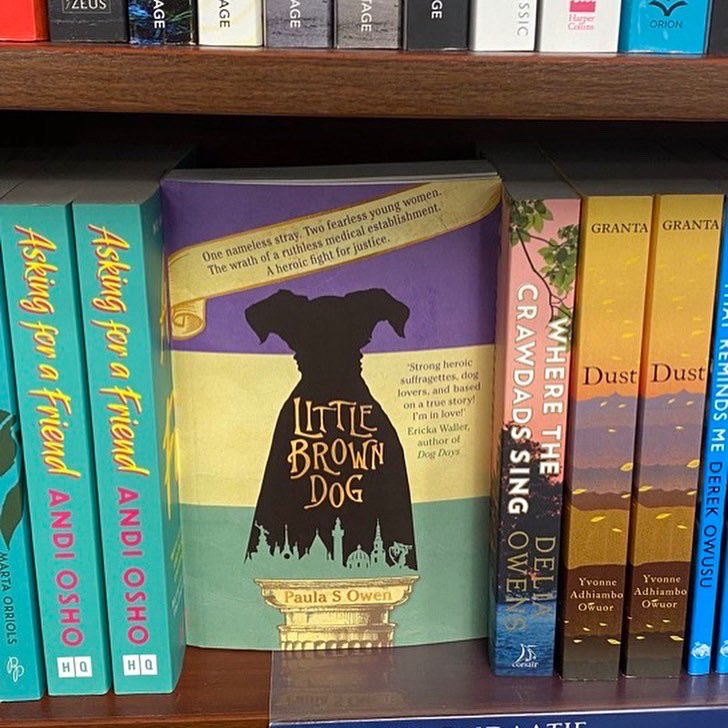 ZEUS
AGE
AGE
AGE
TAGE
GE
SSIC
Harper
Collins
ORION
MARTA ORRIOLS
Asking for a Friend ANDI OSHO
HQ
Asking for a Friend ANDI OSHO
HQ
One nameless stray. Two fearless young women.
The wrath of a ruthless medical establishment.
A heroic fight for justice.
'Strong heroic
suffragettes, dog
lovers, and based
on a true story!
I'm in love!'
Ericka Waller,
author of
Dog Days
LITTLE
BROWN
DOG
Paula S Owen
WHERE THE
CRAWDADS SING
DELIA
OWENS
corsair
GRANTA
Dust
Yvonne
Adhiambo
Owuor
GRANTA
Dust
Yvonne
Adhiambo
Owuor
REMINDS ME DEREK OWUSU